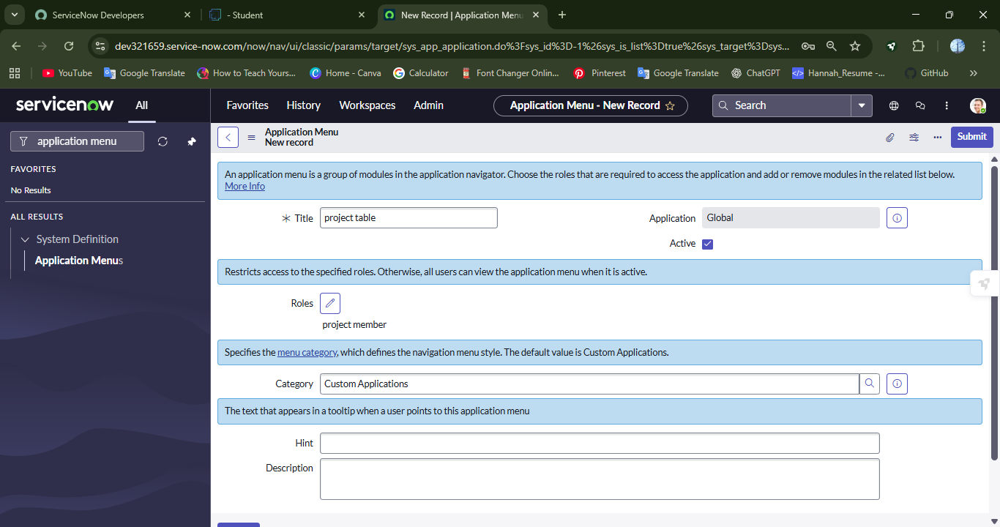 ServiceNow Developers
- Student
New Record | Application Menu
dev321659.service-now.com/now/nav/ui/classic/params/target/sys_app_application.do%3Fsys_id%3D-1%26sys_is_list%3Dtrue%26sys_target%3Dsys...
YouTube
Google Translate
How to Teach Yours...
Home - Canva
Calculator
Font Changer Onlin...
Pinterest
Google Translate
ChatGPT
Hannah_Resume -...
GitHub
servicenow
All
Favorites
History
Workspaces
Admin
Application Menu - New Record
Search
application menu
FAVORITES
No Results
ALL RESULTS
System Definition
Application Menus
Application Menu
New record
Submit
An application menu is a group of modules in the application navigator. Choose the roles that are required to access the application and add or remove modules in the related list below.
More Info
Title
project table
Application
Global
Active
Restricts access to the specified roles. Otherwise, all users can view the application menu when it is active.
Roles
project member
Specifies the menu category, which defines the navigation menu style. The default value is Custom Applications.
Category
Custom Applications
The text that appears in a tooltip when a user points to this application menu
Hint
Description